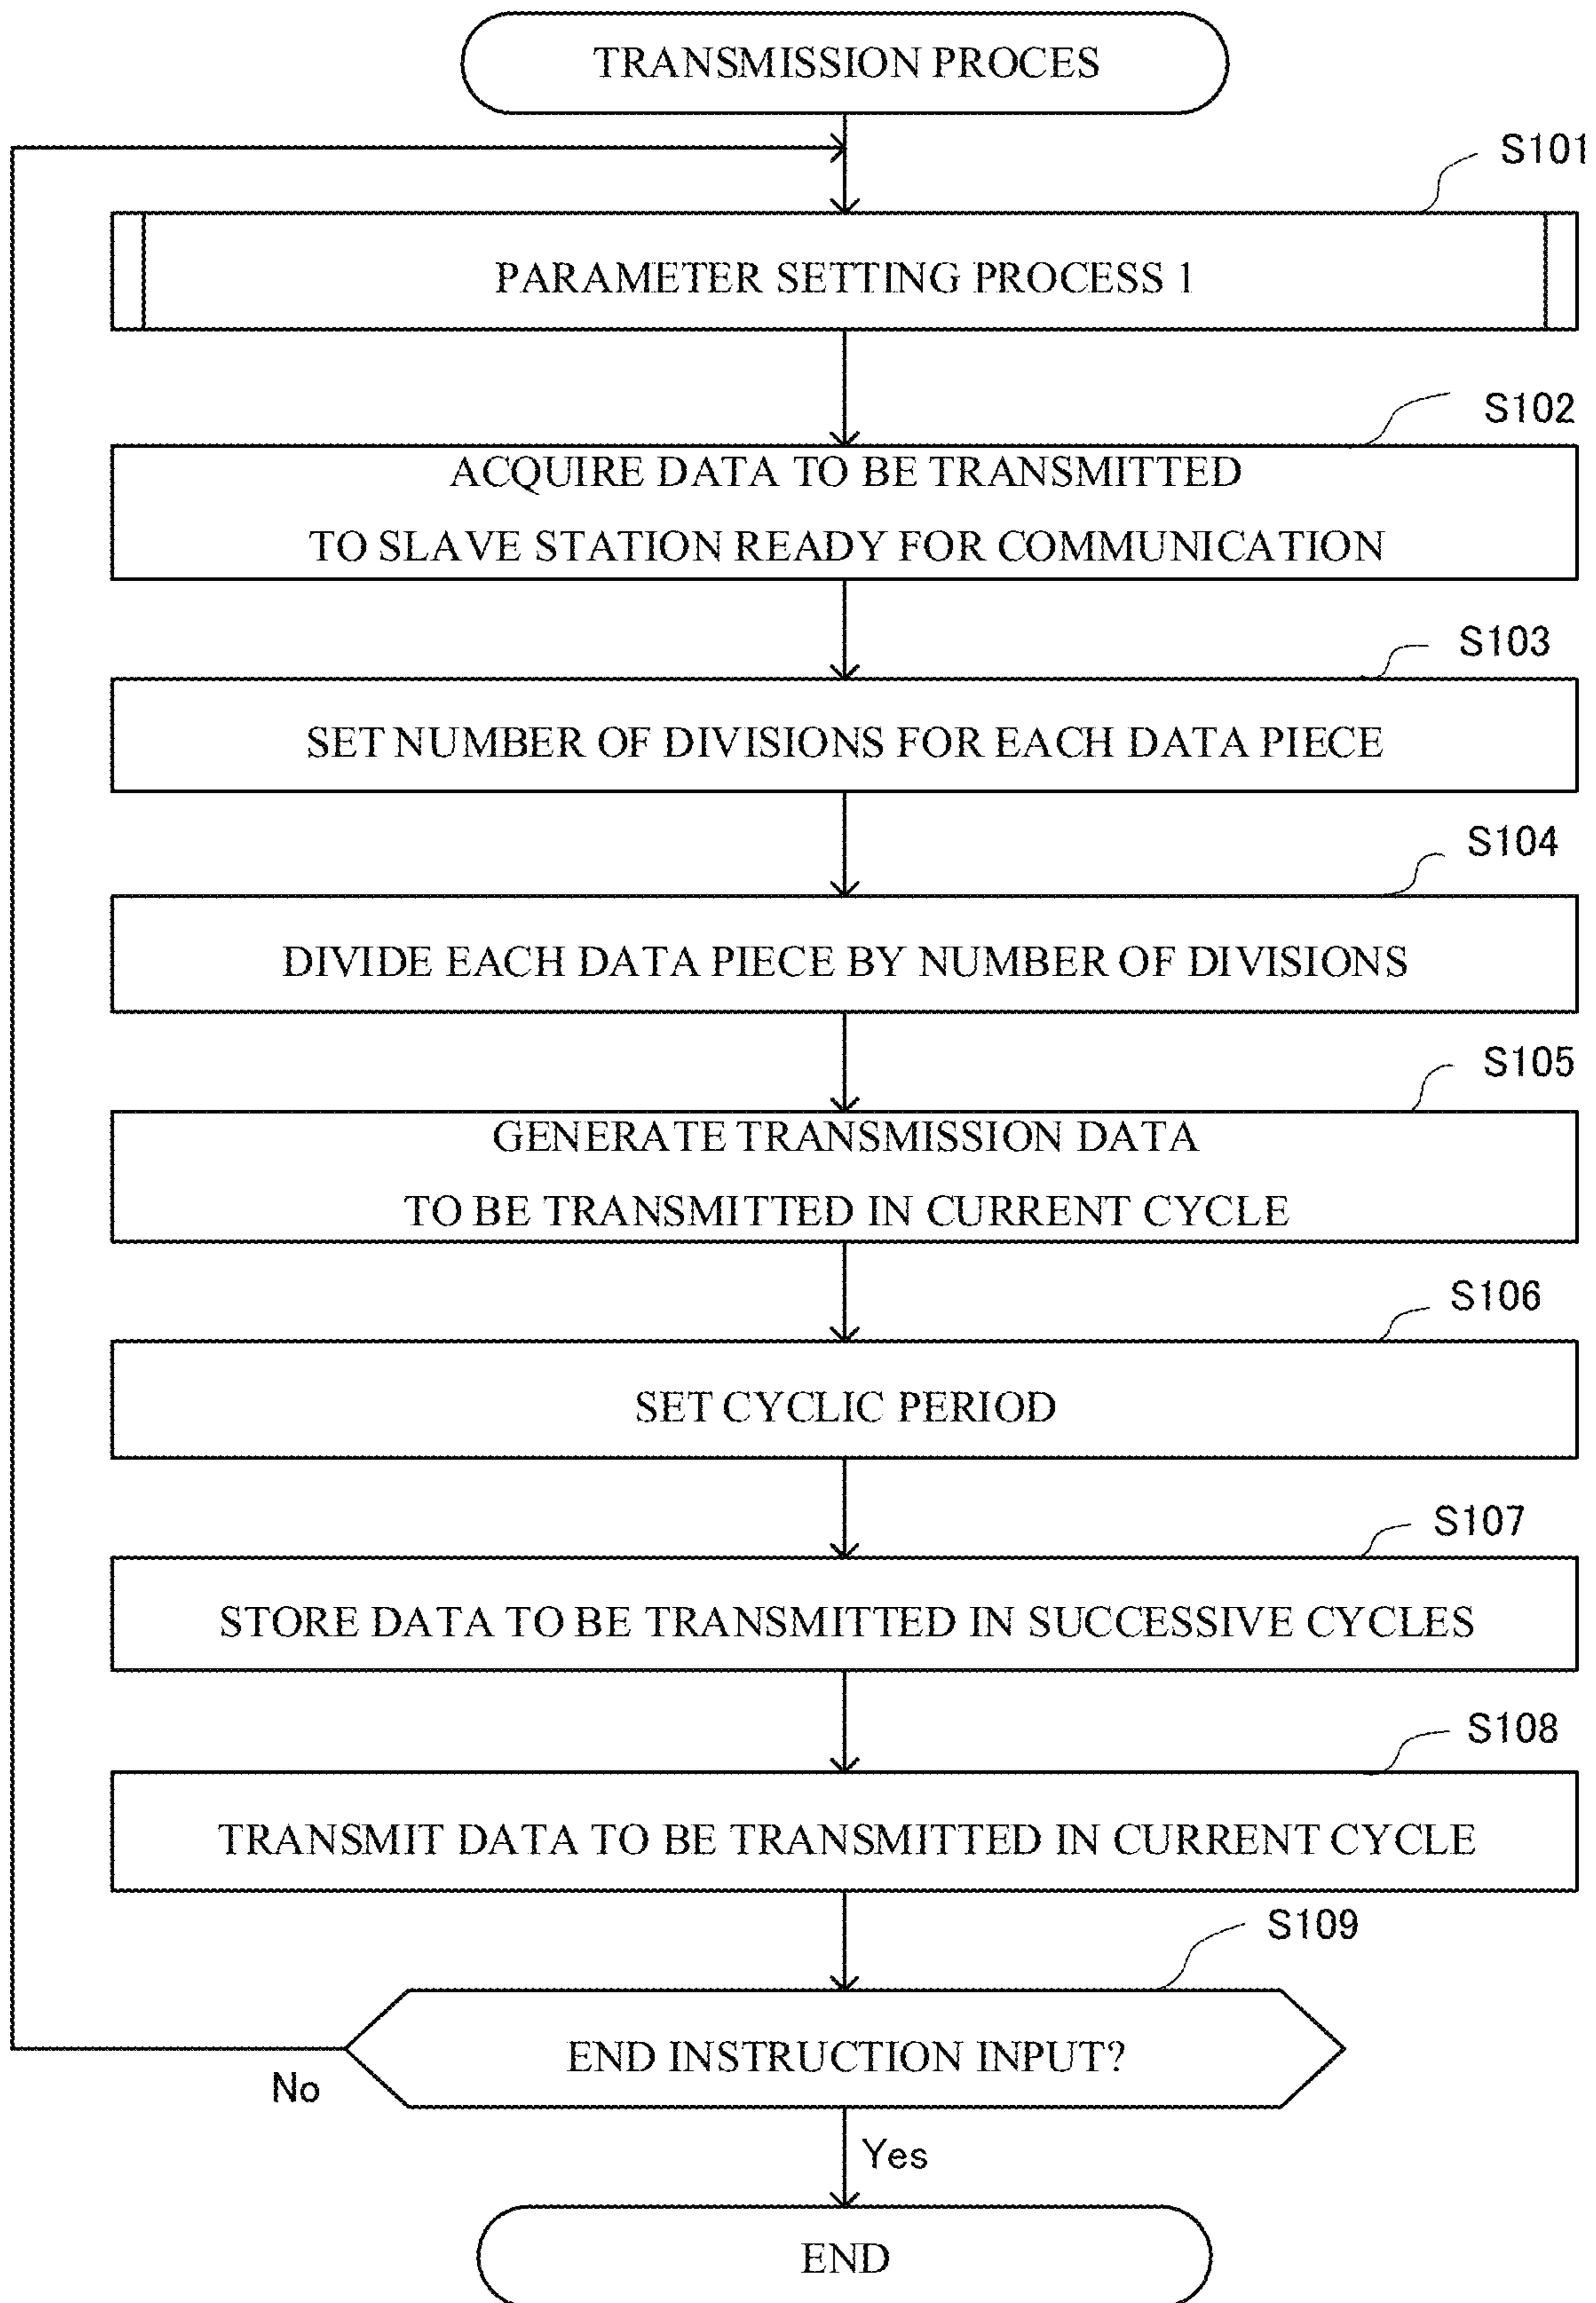 TRANSMISSION PROCES
S101
PARAMETER SETTING PROCESS 1
S102
ACQUIRE DATA TO BE TRANSMITTED
TO SLAVE STATION READY FOR COMMUNICATION
S103
SET NUMBER OF DIVISIONS FOR EACH DATA PIECE
S104
DIVIDE EACH DATA PIECE BY NUMBER OF DIVISIONS
S105
GENERATE TRANSMISSION DATA
TO BE TRANSMITTED IN CURRENT CYCLE
S106
SET CYCLIC PERIOD
S107
STORE DATA TO BE TRANSMITTED IN SUCCESSIVE CYCLES
S108
TRANSMIT DATA TO BE TRANSMITTED IN CURRENT CYCLE
S109
END INSTRUCTION INPUT?
No
Yes
END